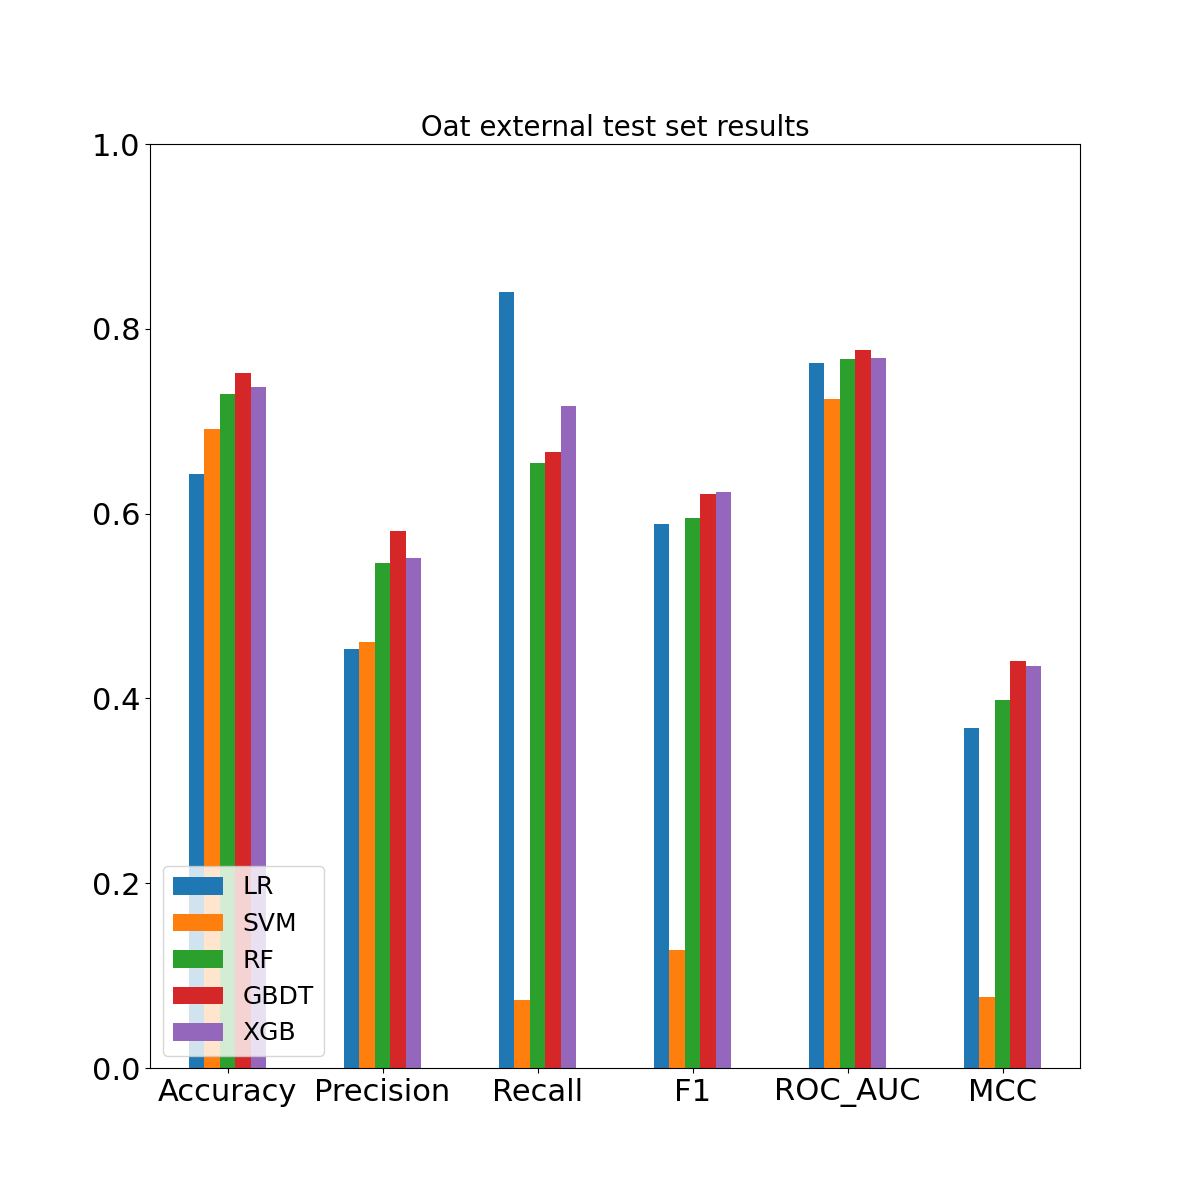 Oat external test set results
1.0
0.8
0.6
0.4
0.2
0.0
LR
SVM
RF
GBDT
XGB
Accuracy Precision Recall F1 ROC_AUC MCC